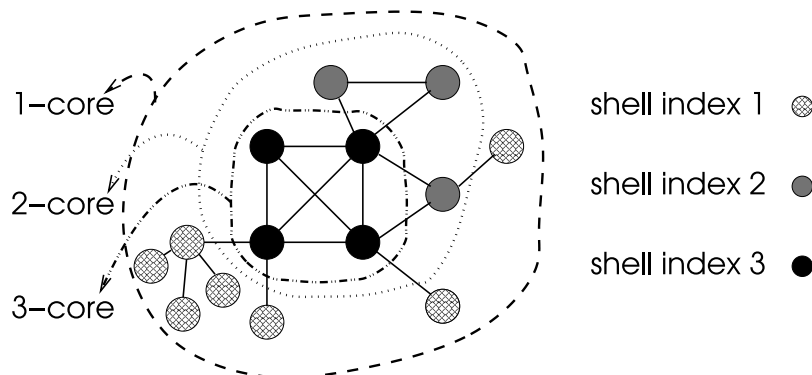 1–core
2–core
3–core
shell index 1
shell index 2
shell index 3